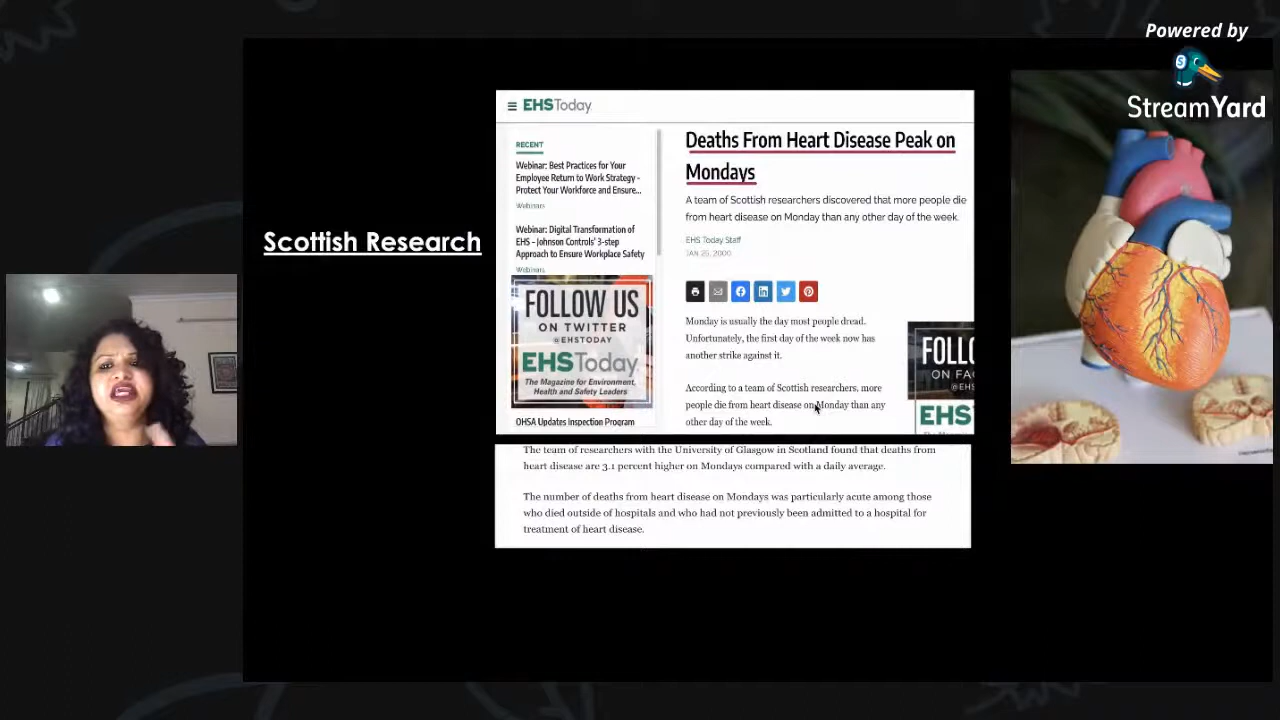 Powered by
StreamYard
Scottish Research
EHSToday
RECENT
Webinar: Best Practices for Your
Employee Return to Work Strategy -
Protect Your Workforce and Ensure...
Webinars
Webinar: Digital Transformation of
EHS - Johnson Controls' 3-step
Approach to Ensure Workplace Safety
Webinars
FOLLOW US
ON TWITTER
@EHSTODAY
EHSToday
The Magazine for Environment,
Health and Safety Leaders
OHSA Updates Inspection Program
Deaths From Heart Disease Peak on
Mondays
A team of Scottish researchers discovered that more people die
from heart disease on Monday than any other day of the week.
EHS Today Staff
JAN 25, 2000
Monday is usually the day most people dread.
Unfortunately, the first day of the week now has
another strike against it.
According to a team of Scottish researchers, more
people die from heart disease on Monday than any
other day of the week.
FOLLO
ON FAC
@EHS
EHS
The team of researchers with the University of Glasgow in Scotland found that deaths from
heart disease are 3.1 percent higher on Mondays compared with a daily average.
The number of deaths from heart disease on Mondays was particularly acute among those
who died outside of hospitals and who had not previously been admitted to a hospital for
treatment of heart disease.